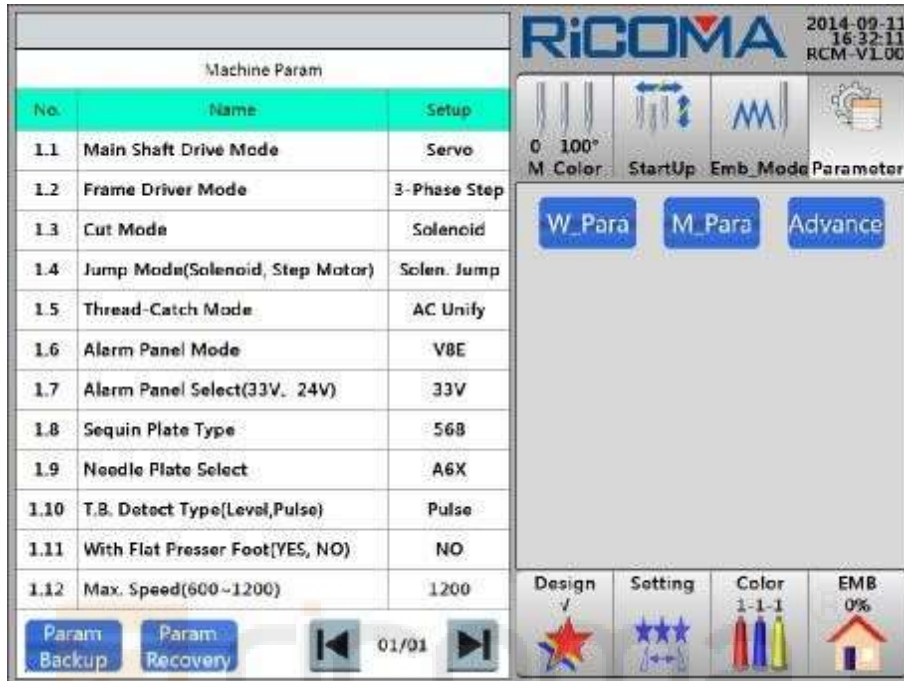 RiCOMA
2014-09-11
16:32:11
RCM-V1.00
Machine Param
No. Name Setup
1.1 Main Shaft Drive Mode Servo
1.2 Frame Driver Mode 3-Phase Step
1.3 Cut Mode Solenoid
1.4 Jump Mode(Solenoid, Step Motor) Solen. Jump
1.5 Thread-Catch Mode AC Unify
1.6 Alarm Panel Mode V8E
1.7 Alarm Panel Select(33V、24V) 33V
1.8 Sequin Plate Type 568
1.9 Needle Plate Select A6X
1.10 T.B. Detect Type(Level,Pulse) Pulse
1.11 With Flat Presser Foot(YES, NO) NO
1.12 Max. Speed(600~1200) 1200
Param Backup
Param Recovery
01/01
0 100°
M Color
StartUp
Emb_Mode
Parameter
W_Para
M_Para
Advance
Design
√
Setting
Color
1-1-1
EMB
0%